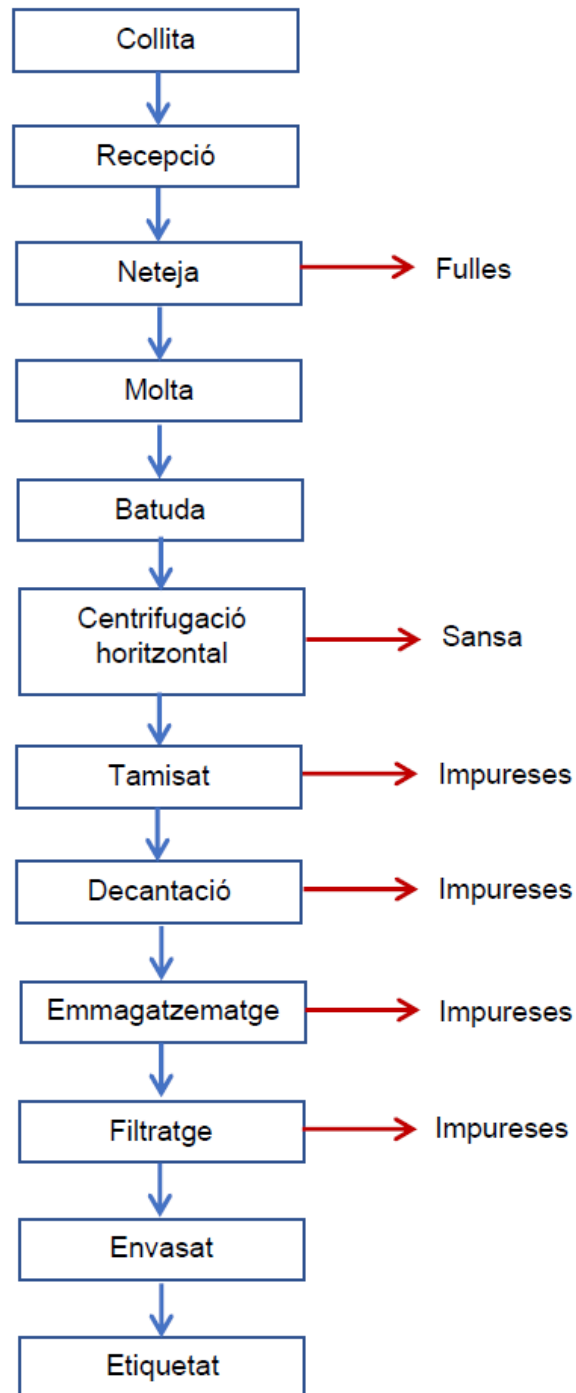 Collita
Recepció
Neteja
Fulles
Molta
Batuda
Centrifugació
horitzontal
Sansa
Tamisat
Impureses
Decantació
Impureses
Emmagatzematge
Impureses
Filtratge
Impureses
Envasat
Etiquetat